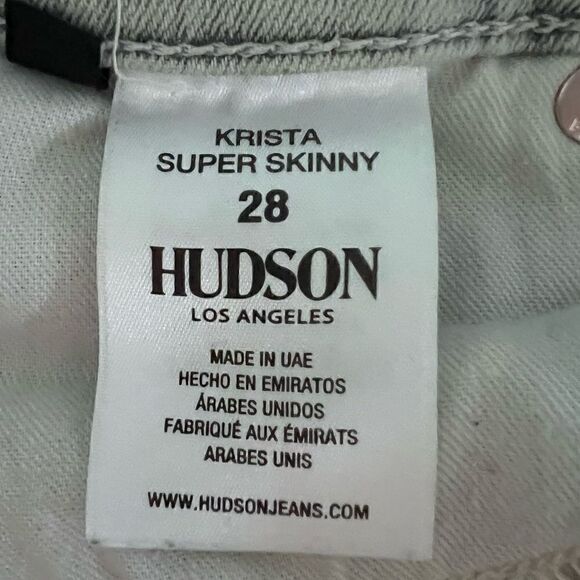 KRISTA
SUPER SKINNY
28
HUDSON
LOS ANGELES
MADE IN UAE
HECHO EN EMIRATOS
ÁRABES UNIDOS
FABRIQUÉ AUX ÉMIRATS
ARABES UNIS
WWW.HUDSONJEANS.COM